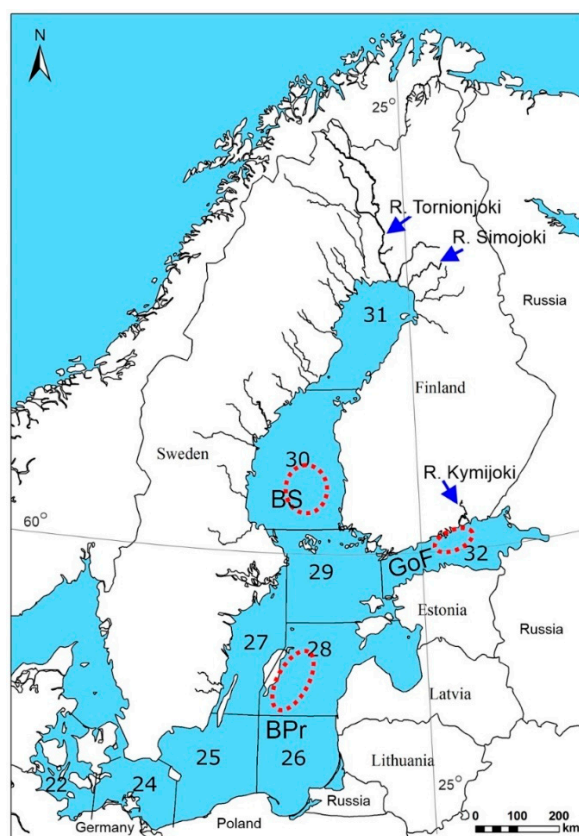 N
25°
R. Tornionjoki
R. Simojoki
Russia
31
Finland
Sweden
30
BS
R. Kymijoki
60°
GoF
32
29
Estonia
Russia
27
28
Latvia
BPr
Lithuania
25
26
22
24
25°
Russia
Germany
Poland
0
100
200
km